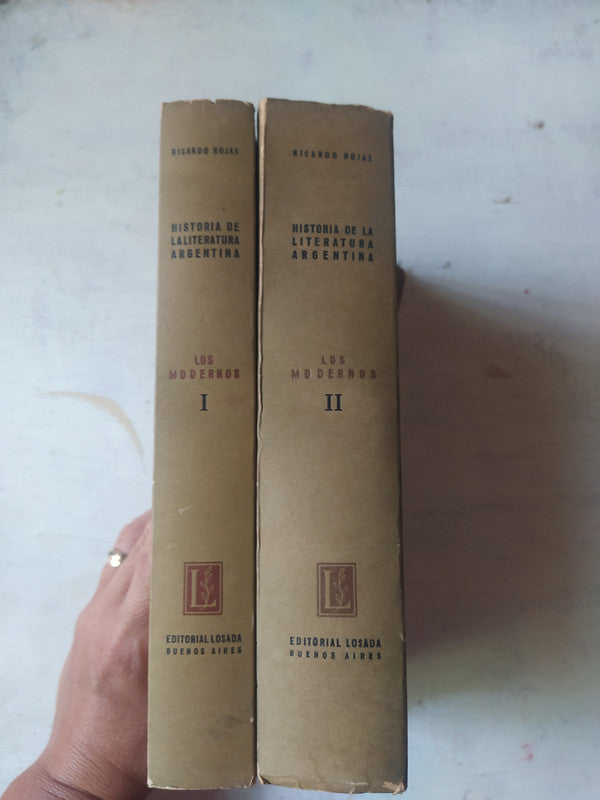 RICARDO ROJAS
HISTORIA DE
LA LITERATURA
ARGENTINA
LOS
MODERNOS
I
L
EDITORIAL LOSADA
BUENOS AIRES
RICARDO ROJAS
HISTORIA DE LA
LITERATURA
ARGENTINA
LOS
MODERNOS
II
L
EDITORIAL LOSADA
BUENOS AIRES